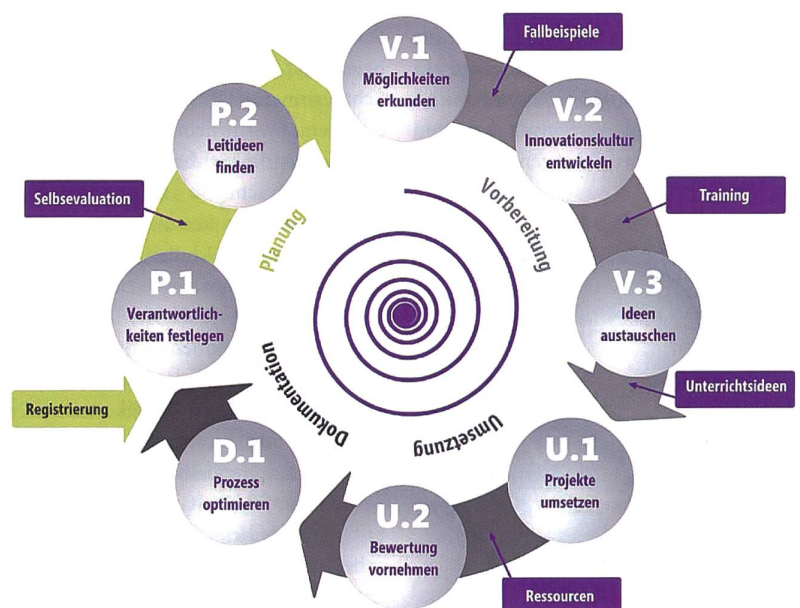 Fallbeispiele
V.1
Möglichkeiten
erkunden
V.2
Innovationskultur
entwickeln
P.2
Leitideen
finden
Selbsevaluation
Training
Planung
Vorbereitung
P.1
Verantwortlich-
keiten festlegen
V.3
Ideen
austauschen
Registrierung
Unterrichtsideen
Dokumentation
Umsetzung
D.1
Prozess
optimieren
U.1
Projekte
umsetzen
U.2
Bewertung
vornehmen
Ressourcen